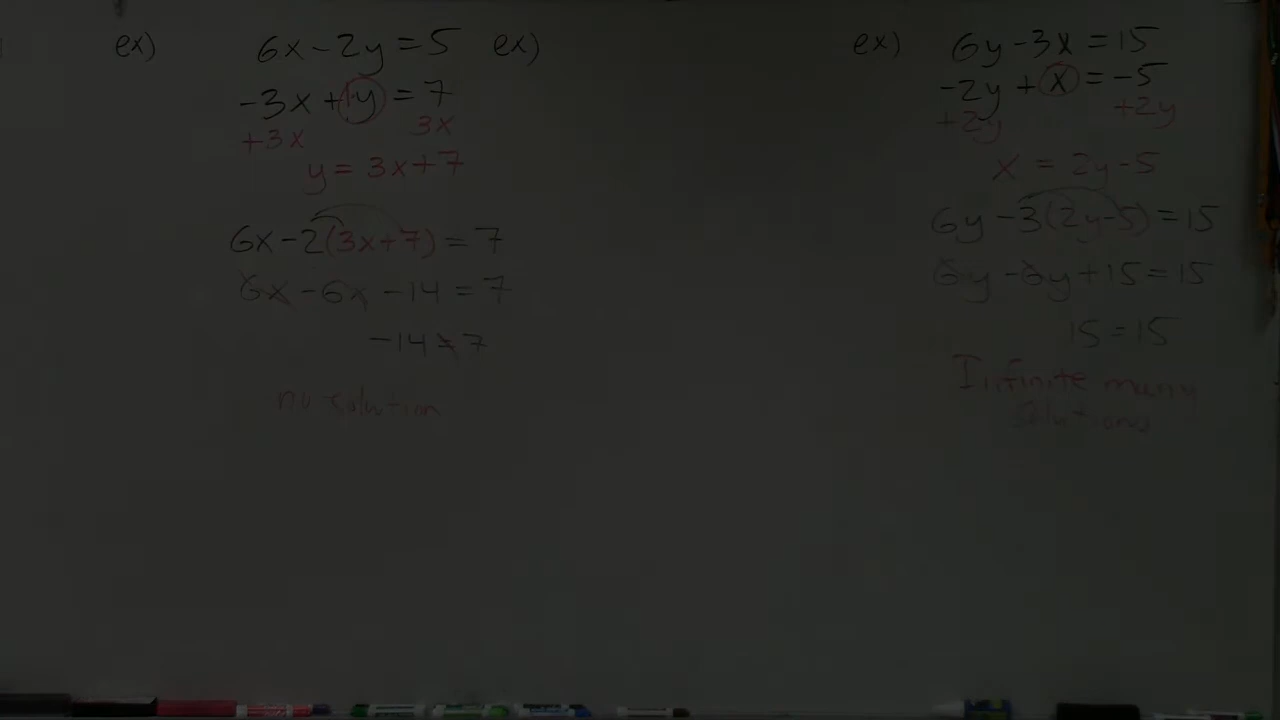 ex) 6x - 2y = 5
-3x + 1y = 7
+3x 3x
y = 3x + 7
6x - 2(3x + 7) = 7
6x - 6x - 14 = 7
-14 ≠ 7
no solution
ex)
ex) 6y - 3x = 15
-2y + x = -5
+2y +2y
x = 2y - 5
6y - 3(2y - 5) = 15
6y - 6y + 15 = 15
15 = 15
Infinite many
solutions